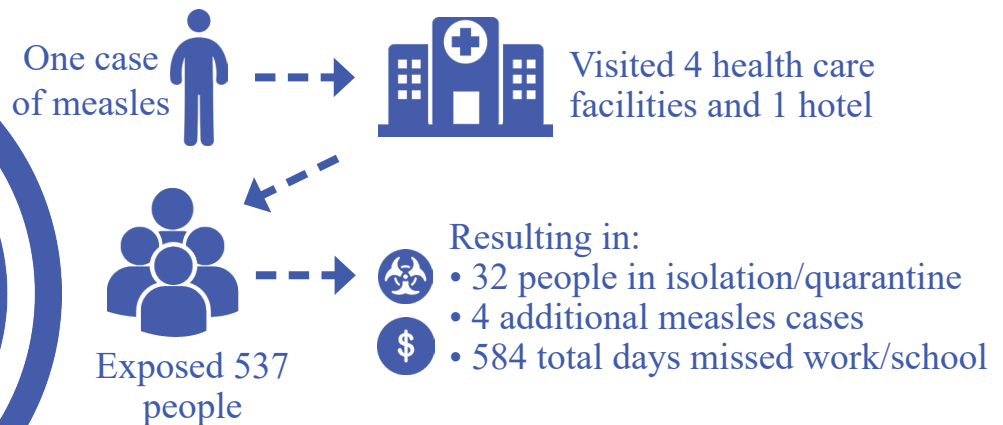 One case
of measles
Visited 4 health care
facilities and 1 hotel
Exposed 537
people
Resulting in:
• 32 people in isolation/quarantine
• 4 additional measles cases
$
• 584 total days missed work/school